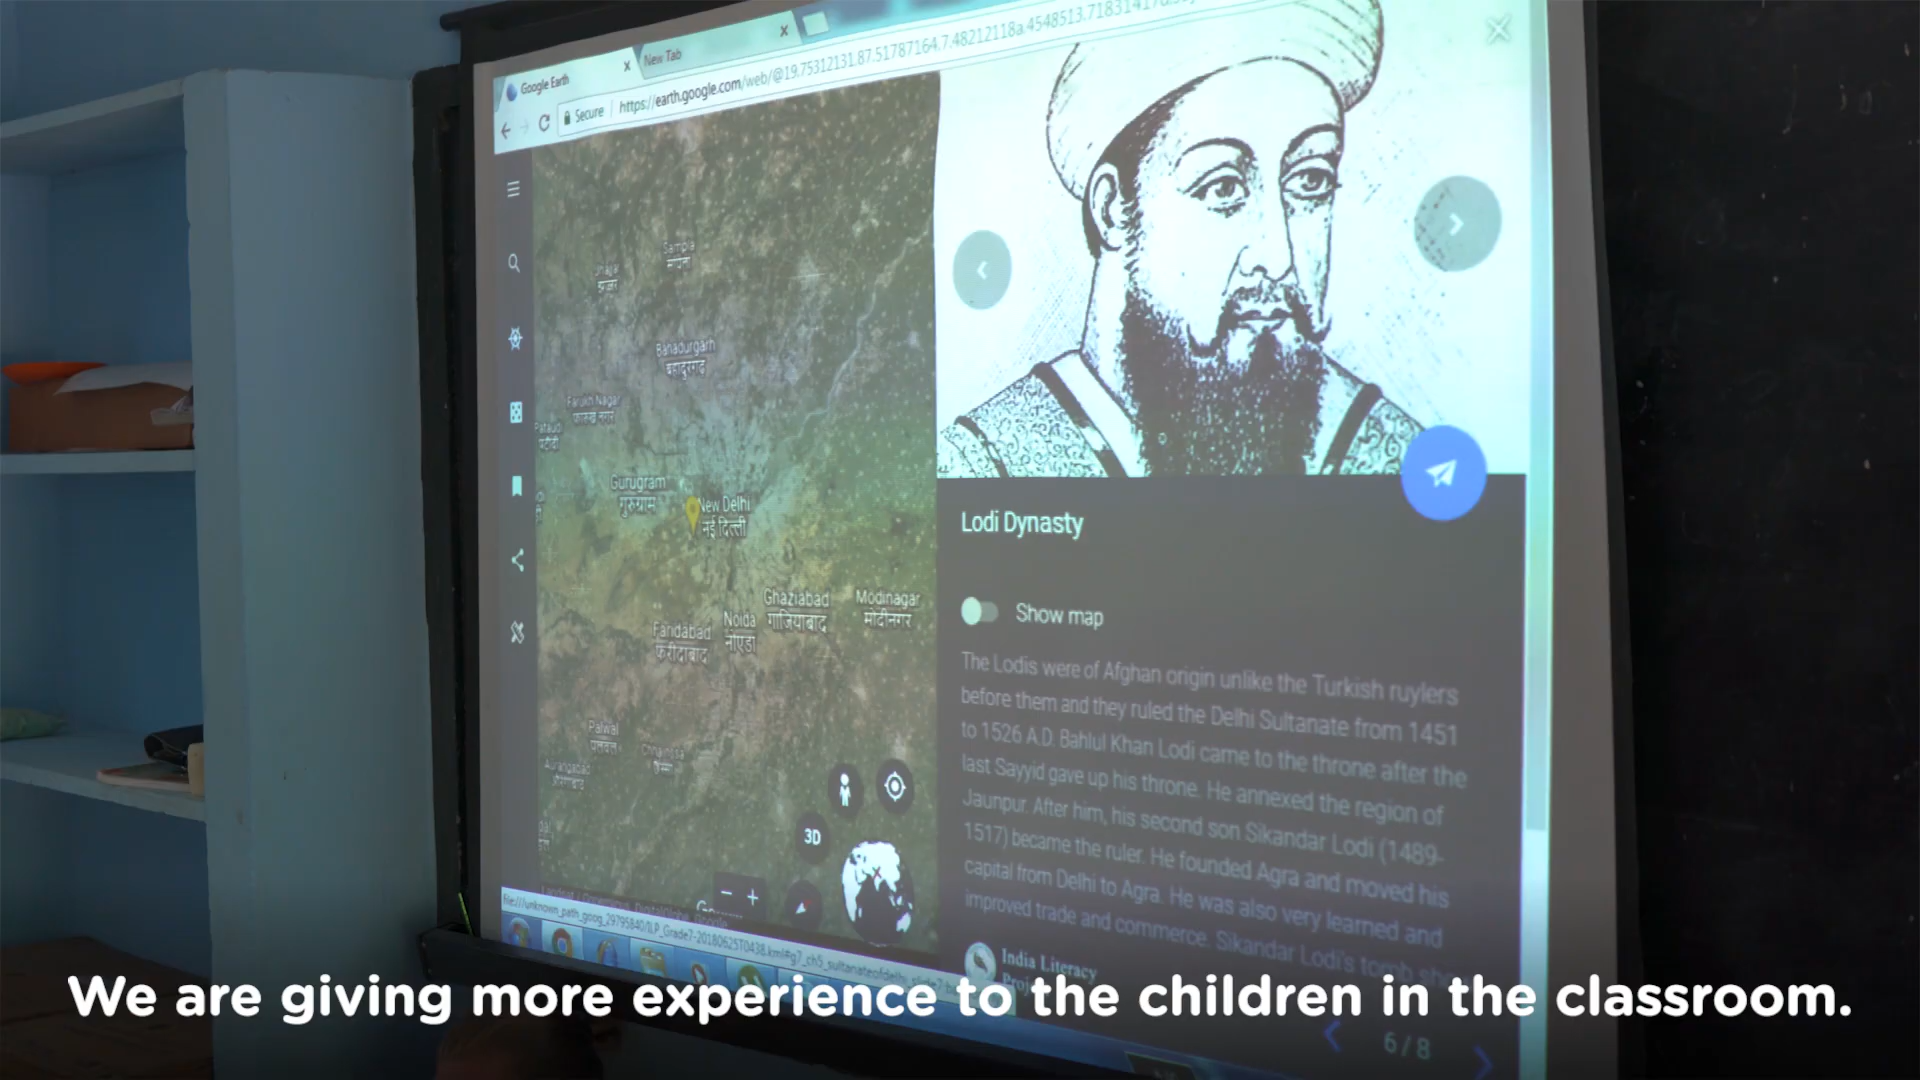 Google Earth
New Tab
Secure
https://earth.google.com/web/@19.75312131,87.51787164,7.48212118a,4548513.71831417d
Sampla
Bahadurgarh
बहादुरगढ़
Farukh Nagar
फारुख नगर
Pataudi
पटौदी
Gurugram
गुरुग्राम
New Delhi
नई दिल्ली
Ghaziabad
गाजियाबाद
Modinagar
मोदीनगर
Noida
नोएडा
Faridabad
फरीदाबाद
Palwal
पलवल
Aurangabad
3D
Lodi Dynasty
Show map
The Lodis were of Afghan origin unlike the Turkish ruylers
before them and they ruled the Delhi Sultanate from 1451
to 1526 A.D. Bahlul Khan Lodi came to the throne after the
last Sayyid gave up his throne. He annexed the region of
Jaunpur. After him, his second son Sikandar Lodi (1489-
1517) became the ruler. He founded Agra and moved his
capital from Delhi to Agra. He was also very learned and
improved trade and commerce. Sikandar Lodi's tomb
India Literacy
6 / 8
We are giving more experience to the children in the classroom.